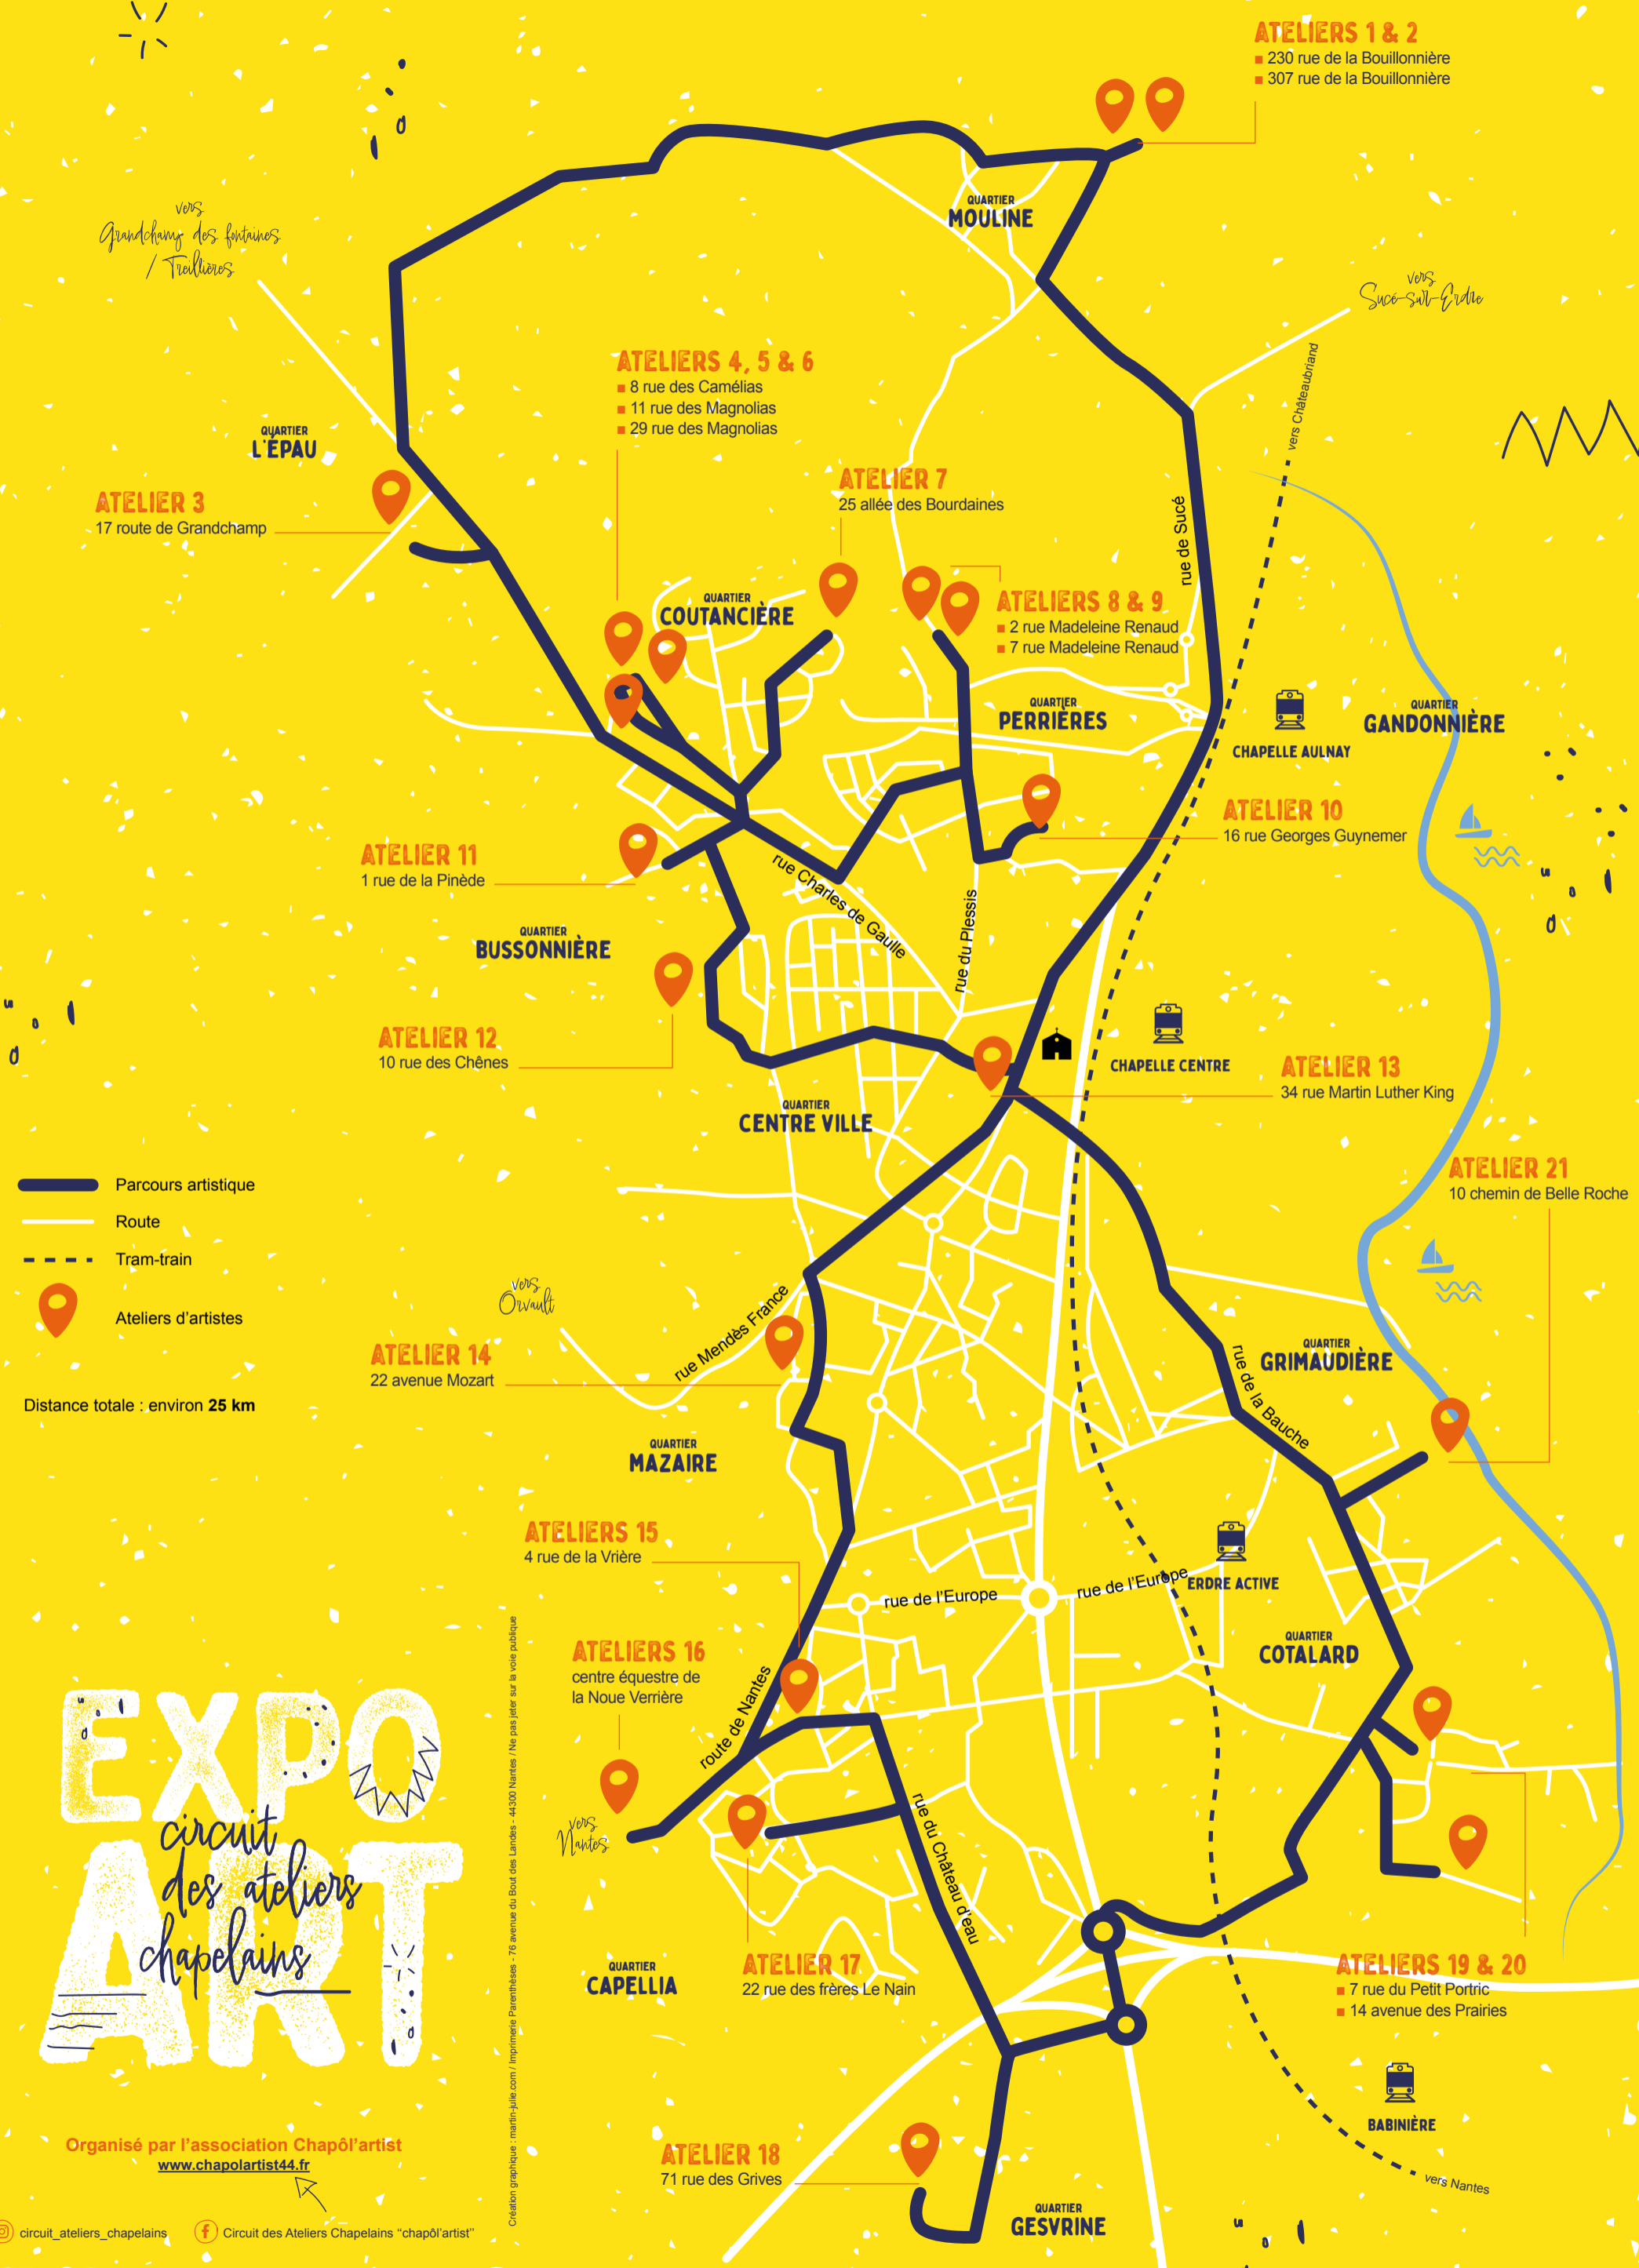 ATELIERS 1 & 2
230 rue de la Bouillonnière
307 rue de la Bouillonnière
QUARTIER
MOULINE
vers
Grandchamp des fontaines
/ Treillières
vers
Sucé-sur-Erdre
vers Châteaubriand
ATELIERS 4, 5 & 6
8 rue des Camélias
11 rue des Magnolias
29 rue des Magnolias
QUARTIER
L'ÉPAU
ATELIER 3
17 route de Grandchamp
ATELIER 7
25 allée des Bourdaines
rue de Sucé
QUARTIER
COUTANCIÈRE
ATELIERS 8 & 9
2 rue Madeleine Renaud
7 rue Madeleine Renaud
QUARTIER
PERRIÈRES
QUARTIER
GANDONNIÈRE
CHAPELLE AULNAY
ATELIER 10
16 rue Georges Guynemer
ATELIER 11
1 rue de la Pinède
rue Charles de Gaulle
rue du Plessis
QUARTIER
BUSSONNIÈRE
ATELIER 12
10 rue des Chênes
CHAPELLE CENTRE
ATELIER 13
34 rue Martin Luther King
QUARTIER
CENTRE VILLE
ATELIER 21
10 chemin de Belle Roche
Parcours artistique
Route
Tram-train
Ateliers d'artistes
Distance totale : environ 25 km
vers
Orvault
rue Mendès France
ATELIER 14
22 avenue Mozart
QUARTIER
GRIMAUDIÈRE
rue de la Bauche
QUARTIER
MAZAIRE
ATELIERS 15
4 rue de la Vrière
rue de l'Europe
rue de l'Europe
ERDRE ACTIVE
QUARTIER
COTALARD
ATELIERS 16
centre équestre de
la Noue Verrière
route de Nantes
vers
Nantes
rue du Château d'eau
EXPO
circuit
des ateliers
chapelains
ART
QUARTIER
CAPELLIA
ATELIER 17
22 rue des frères Le Nain
ATELIERS 19 & 20
7 rue du Petit Portric
14 avenue des Prairies
BABINIÈRE
vers Nantes
ATELIER 18
71 rue des Grives
QUARTIER
GESVRINE
Organisé par l'association Chapôl'artist
www.chapolartist44.fr
circuit_ateliers_chapelains
Circuit des Ateliers Chapelains "chapôl'artist"
Création graphique : martin-julie.com / Imprimerie Parenthèses - 76 avenue du Bout des Landes - 44300 Nantes / Ne pas jeter sur la voie publique